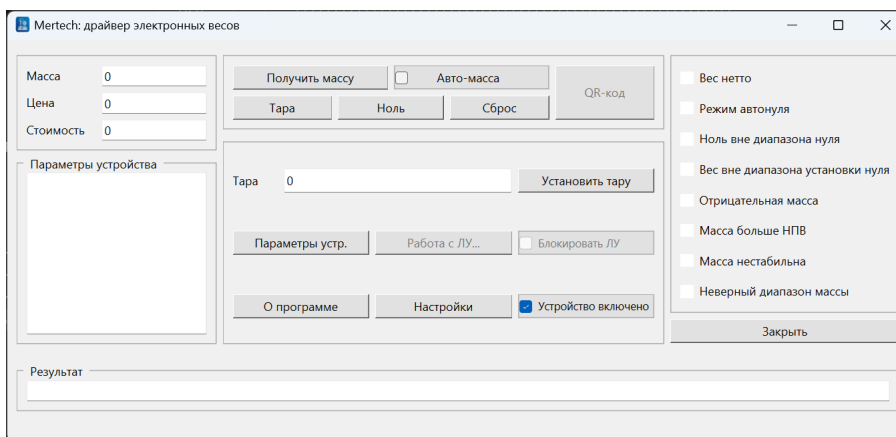 Mertech: драйвер электронных весов
Масса 0
Цена 0
Стоимость 0
Параметры устройства
Получить массу
Авто-масса
QR-код
Тара
Ноль
Сброс
Тара 0
Установить тару
Параметры устр.
Работа с ЛУ...
Блокировать ЛУ
О программе
Настройки
Устройство включено
Вес нетто
Режим автонуля
Ноль вне диапазона нуля
Вес вне диапазона установки нуля
Отрицательная масса
Масса больше НПВ
Масса нестабильна
Неверный диапазон массы
Закрыть
Результат